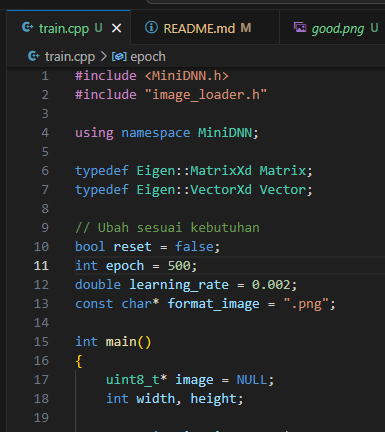 train.cpp U README.md M good.png U
train.cpp > epoch
1 #include <MiniDNN.h>
2 #include "image_loader.h"
3
4 using namespace MiniDNN;
5
6 typedef Eigen::MatrixXd Matrix;
7 typedef Eigen::VectorXd Vector;
8
9 // Ubah sesuai kebutuhan
10 bool reset = false;
11 int epoch = 500;
12 double learning_rate = 0.002;
13 const char* format_image = ".png";
14
15 int main()
16 {
17 uint8_t* image = NULL;
18 int width, height;
19